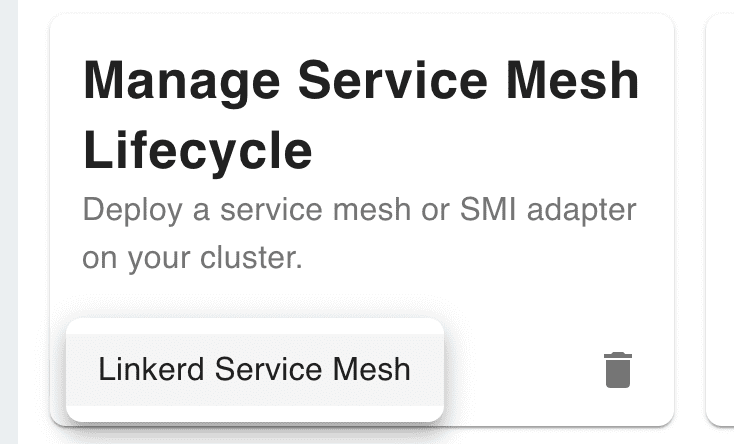 Manage Service Mesh
Lifecycle
Deploy a service mesh or SMI adapter
on your cluster.
Linkerd Service Mesh